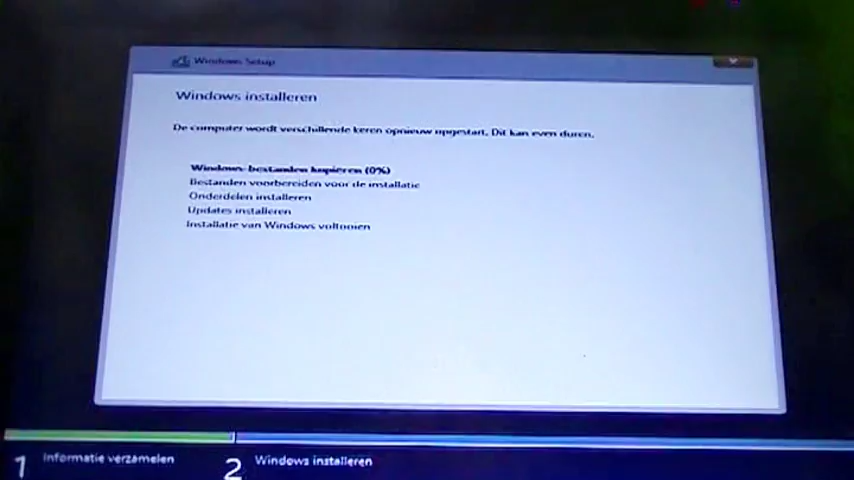 Windows Setup
Windows installeren
De computer wordt verschillende keren opnieuw opgestart. Dit kan even duren.
Windows-bestanden kopiëren (0%)
Bestanden voorbereiden voor de installatie
Onderdelen installeren
Updates installeren
Installatie van Windows voltooien
1 Informatie verzamelen
2 Windows installeren